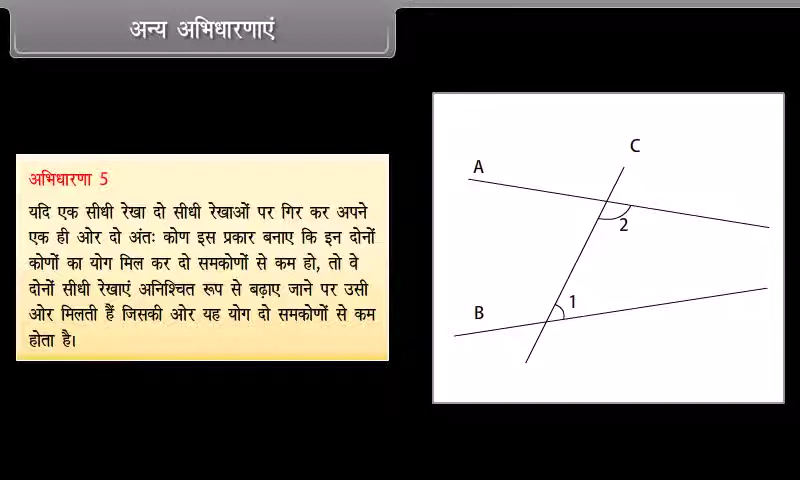 अन्य अभिधारणाएं
अभिधारणा 5
यदि एक सीधी रेखा दो सीधी रेखाओं पर गिर कर अपने
एक ही ओर दो अंतः कोण इस प्रकार बनाए कि इन दोनों
कोणों का योग मिल कर दो समकोणों से कम हो, तो वे
दोनों सीधी रेखाएं अनिश्चित रूप से बढ़ाए जाने पर उसी
ओर मिलती हैं जिसकी ओर यह योग दो समकोणों से कम
होता है।
C
A
2
1
B